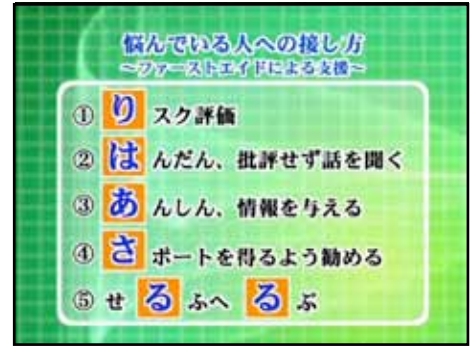 悩んでいる人への接し方
～ファーストエイドによる支援～
① りスク評価
② はんだん、批評せず話を聞く
③ あんしん、情報を与える
④ さポートを得るよう勧める
⑤ せるふへるぷ